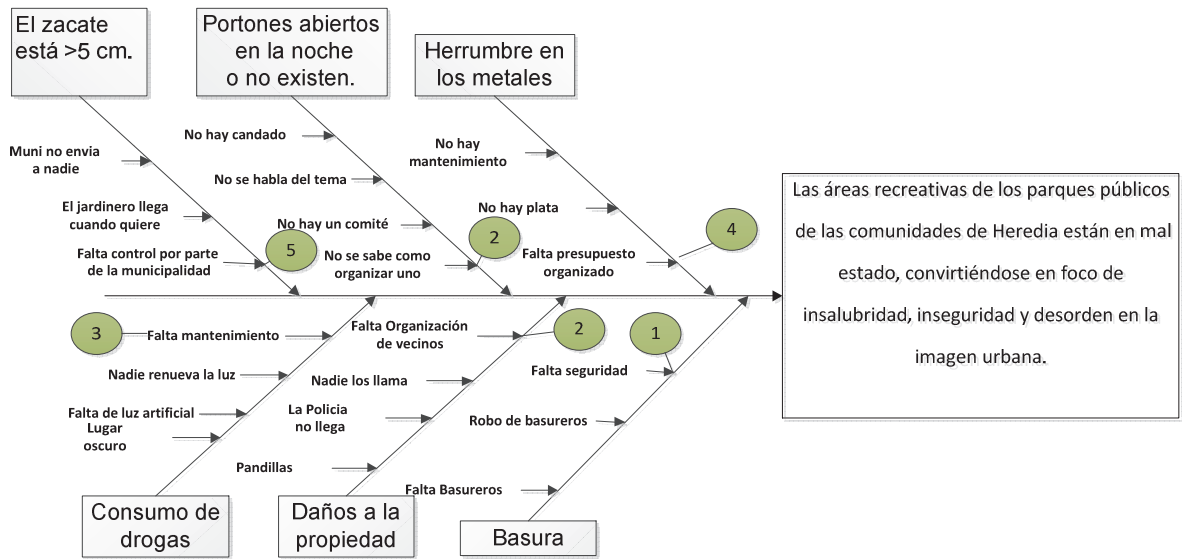 El zacate
está >5 cm.
Portones abiertos
en la noche
o no existen.
Herrumbre en
los metales
Muni no envia
a nadie
El jardinero llega
cuando quiere
Falta control por parte
de la municipalidad
5
No hay candado
No se habla del tema
No hay un comité
No se sabe como
organizar uno
2
No hay
mantenimiento
No hay plata
Falta presupuesto
organizado
4
Las áreas recreativas de los parques públicos
de las comunidades de Heredia están en mal
estado, convirtiéndose en foco de
insalubridad, inseguridad y desorden en la
imagen urbana.
3
Falta mantenimiento
Nadie renueva la luz
Falta de luz artificial
Lugar
oscuro
Consumo de
drogas
Falta Organización
de vecinos
2
Nadie los llama
La Policia
no llega
Pandillas
Daños a la
propiedad
1
Falta seguridad
Robo de basureros
Falta Basureros
Basura